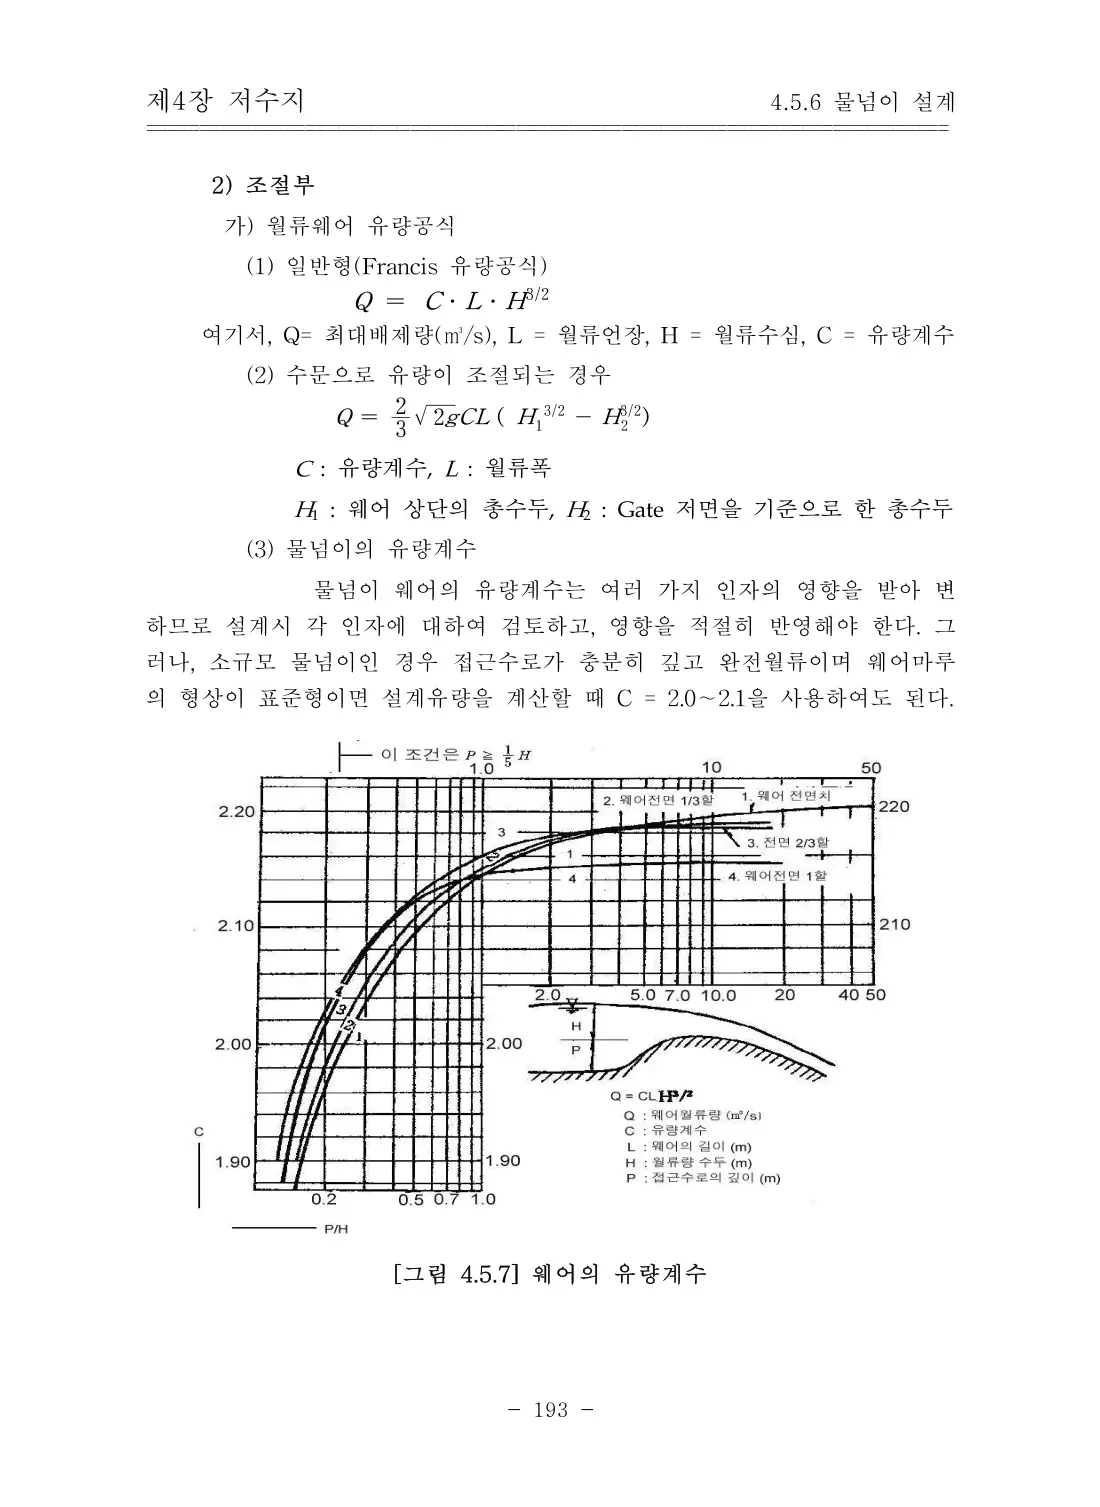 제4장 저수지 4.5.6 물넘이 설계
2) 조절부
가) 월류웨어 유량공식
(1) 일반형(Francis 유량공식)
Q = C · L · H^3/2
여기서, Q= 최대배제량(㎥/s), L = 월류언장, H = 월류수심, C = 유량계수
(2) 수문으로 유량이 조절되는 경우
Q = 2/3 √2g CL ( H₁^3/2 − H₂^3/2)
C : 유량계수, L : 월류폭
H₁ : 웨어 상단의 총수두, H₂ : Gate 저면을 기준으로 한 총수두
(3) 물넘이의 유량계수
물넘이 웨어의 유량계수는 여러 가지 인자의 영향을 받아 변
하므로 설계시 각 인자에 대하여 검토하고, 영향을 적절히 반영해야 한다. 그
러나, 소규모 물넘이인 경우 접근수로가 충분히 깊고 완전월류이며 웨어마루
의 형상이 표준형이면 설계유량을 계산할 때 C = 2.0∼2.1을 사용하여도 된다.
이 조건은 P ≧ 1/5 H
1.0 10 50
2. 웨어전면 1/3할 1. 웨어 전면치
2.20 220
3
3. 전면 2/3할
2 1
4 4. 웨어전면 1할
2.10 210
2.0 5.0 7.0 10.0 20 40 50
4
3
2
1
H
2.00 2.00
P
Q = CLH^3/2
Q : 웨어월류량 (㎥/s)
C : 유량계수
C
L : 웨어의 길이 (m)
1.90 1.90
H : 월류량 수두 (m)
P : 접근수로의 깊이 (m)
0.2 0.5 0.7 1.0
P/H
[그림 4.5.7] 웨어의 유량계수
− 193 −